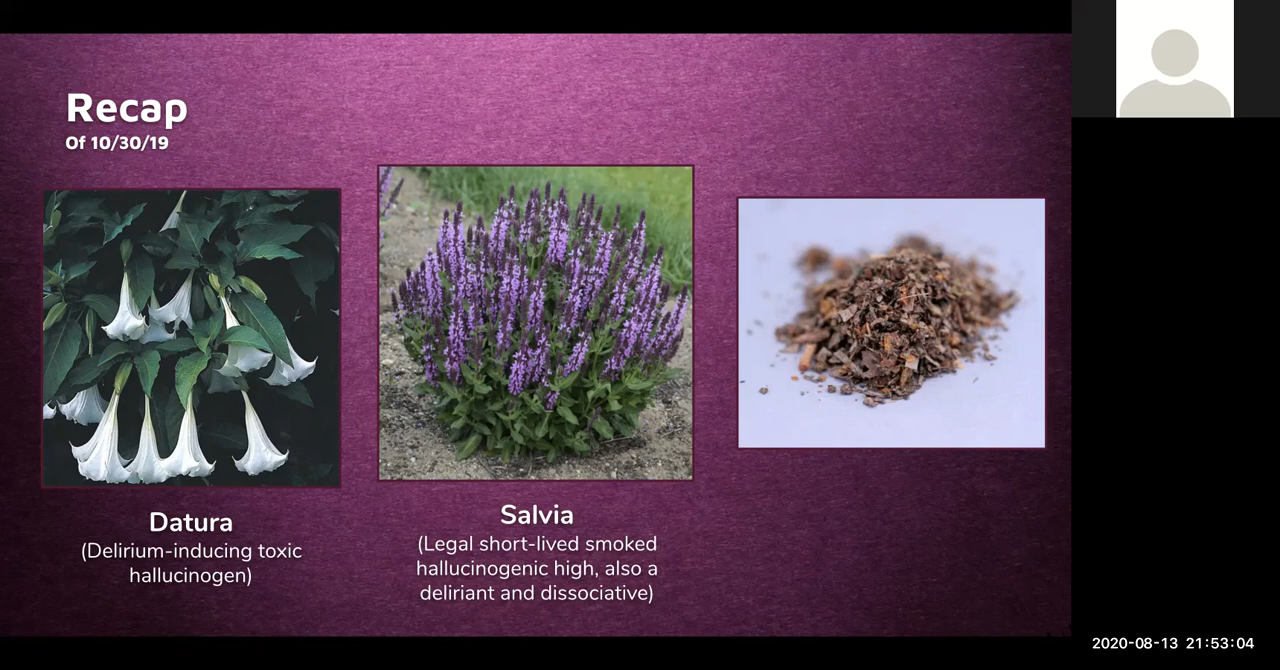 Recap
Of 10/30/19
Datura
(Delirium-inducing toxic
hallucinogen)
Salvia
(Legal short-lived smoked
hallucinogenic high, also a
deliriant and dissociative)
2020-08-13 21:53:04